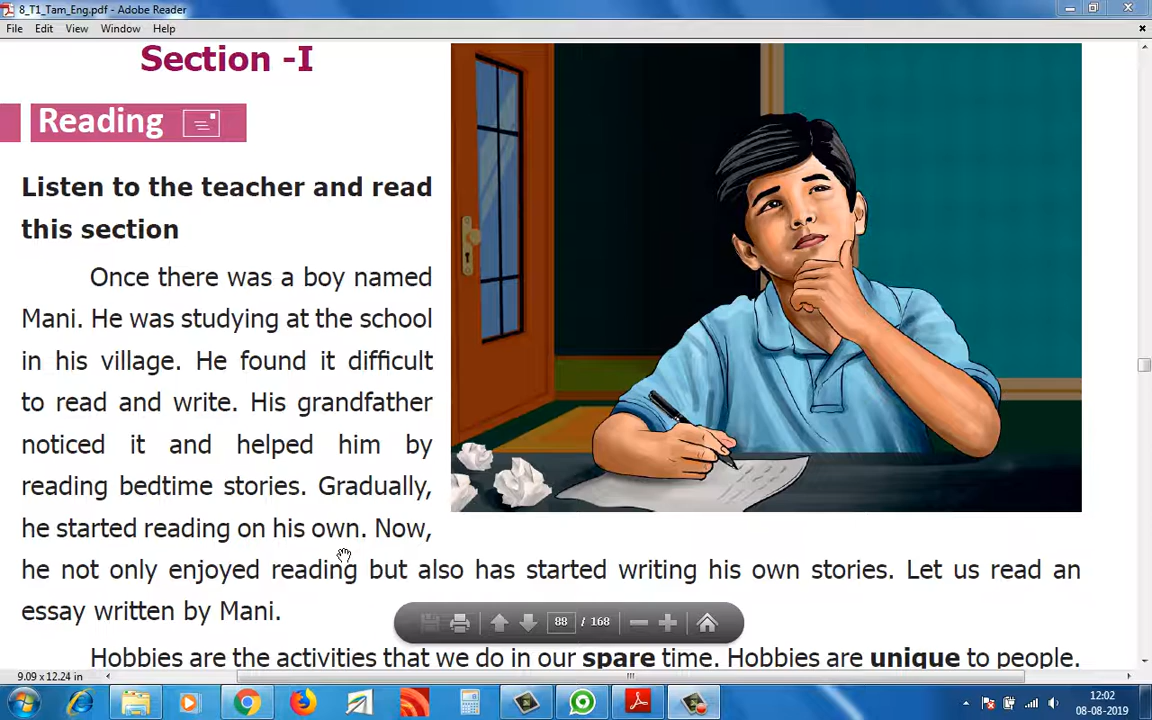 8_T1_Tam_Eng.pdf - Adobe Reader
File Edit View Window Help
Section -I
Reading
Listen to the teacher and read
this section
Once there was a boy named
Mani. He was studying at the school
in his village. He found it difficult
to read and write. His grandfather
noticed it and helped him by
reading bedtime stories. Gradually,
he started reading on his own. Now,
he not only enjoyed reading but also has started writing his own stories. Let us read an
essay written by Mani.
88 / 168
Hobbies are the activities that we do in our spare time. Hobbies are unique to people.
9.09 x 12.24 in
12:02
08-08-2019